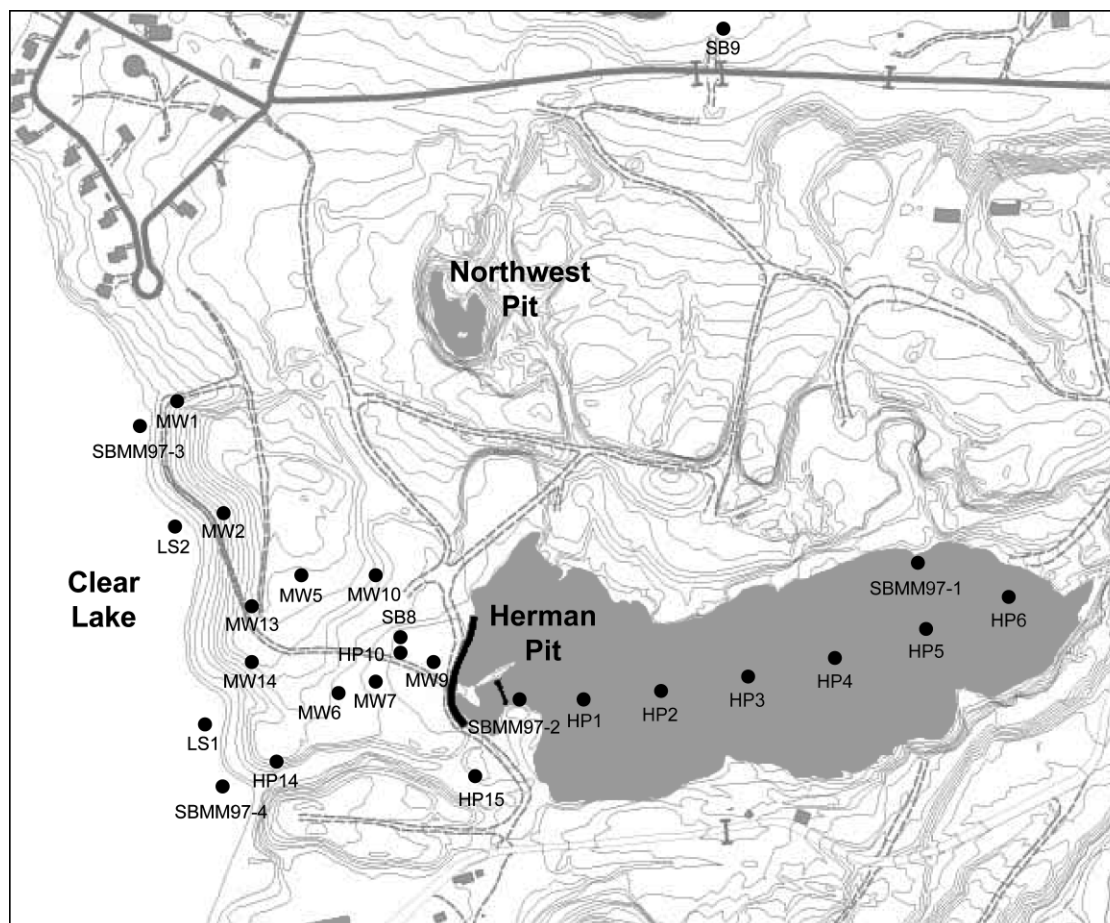 SB9
Northwest
Pit
MW1
SBMM97-3
MW2
LS2
Clear
Lake
MW5
MW10
SBMM97-1
HP6
MW13
SB8
Herman
Pit
HP10
HP5
MW14
MW9
HP4
MW6
MW7
SBMM97-2
HP1
HP2
HP3
LS1
HP14
HP15
SBMM97-4